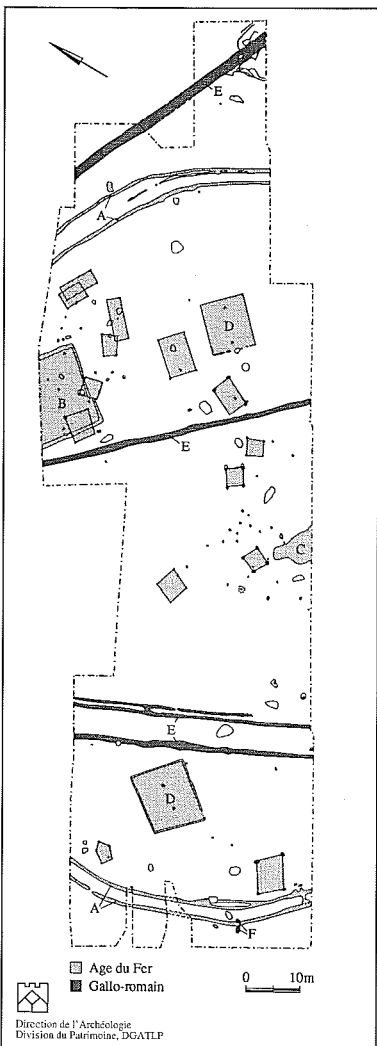 E
A
D
B
E
C
E
D
A
F
Age du Fer
Gallo-romain
0 10m
Direction de l'Archéologie
Division du Patrimoine, DGATLP